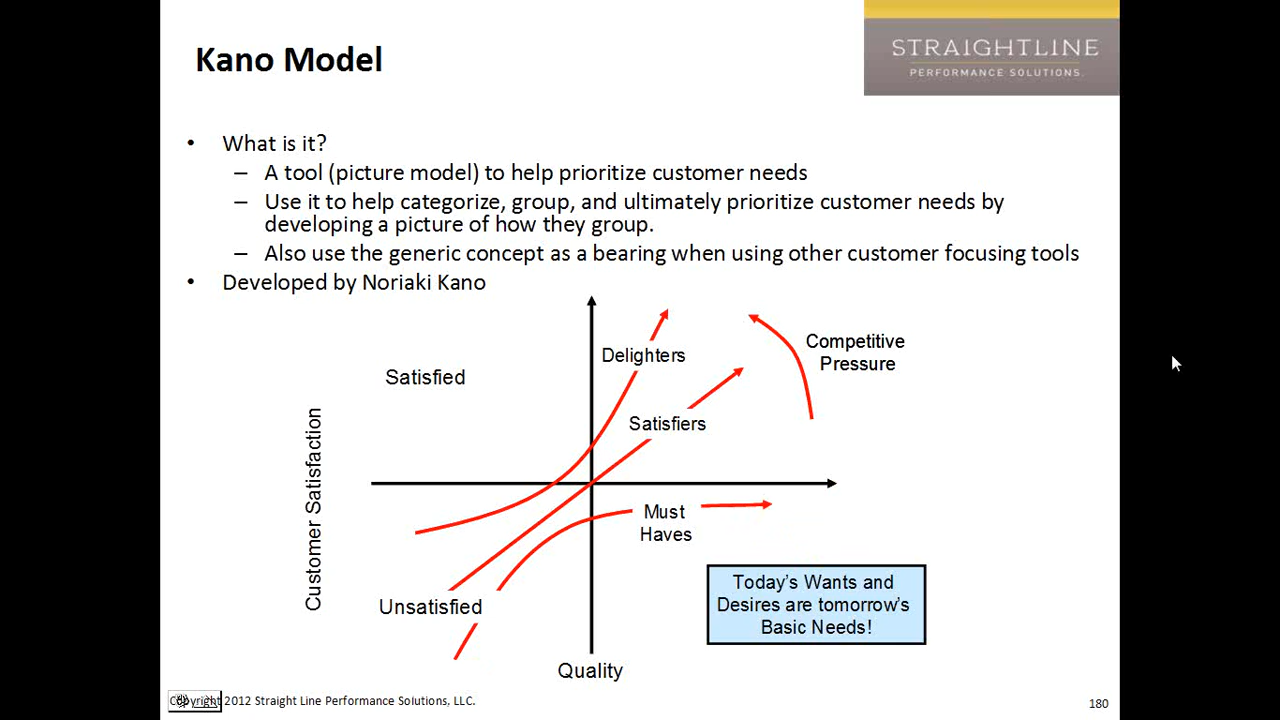 Kano Model
STRAIGHTLINE
PERFORMANCE SOLUTIONS.
• What is it?
– A tool (picture model) to help prioritize customer needs
– Use it to help categorize, group, and ultimately prioritize customer needs by
developing a picture of how they group.
– Also use the generic concept as a bearing when using other customer focusing tools
• Developed by Noriaki Kano
Competitive
Pressure
Delighters
Satisfied
Satisfiers
Customer Satisfaction
Must
Haves
Unsatisfied
Today's Wants and
Desires are tomorrow's
Basic Needs!
Quality
Copyright 2012 Straight Line Performance Solutions, LLC.
180